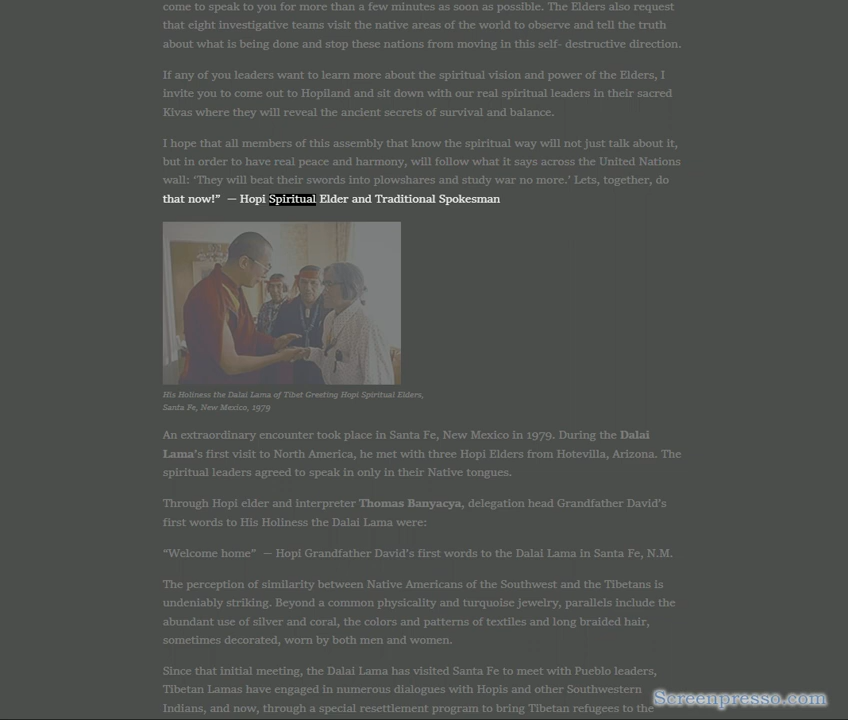 come to speak to you for more than a few minutes as soon as possible. The Elders also request
that eight investigative teams visit the native areas of the world to observe and tell the truth
about what is being done and stop these nations from moving in this self- destructive direction.
If any of you leaders want to learn more about the spiritual vision and power of the Elders, I
invite you to come out to Hopiland and sit down with our real spiritual leaders in their sacred
Kivas where they will reveal the ancient secrets of survival and balance.
I hope that all members of this assembly that know the spiritual way will not just talk about it,
but in order to have real peace and harmony, will follow what it says across the United Nations
wall: ‘They will beat their swords into plowshares and study war no more.’ Lets, together, do
that now!”  — Hopi Spiritual Elder and Traditional Spokesman
His Holiness the Dalai Lama of Tibet Greeting Hopi Spiritual Elders,
Santa Fe, New Mexico, 1979
An extraordinary encounter took place in Santa Fe, New Mexico in 1979. During the Dalai
Lama’s first visit to North America, he met with three Hopi Elders from Hotevilla, Arizona. The
spiritual leaders agreed to speak in only in their Native tongues.
Through Hopi elder and interpreter Thomas Banyacya, delegation head Grandfather David’s
first words to His Holiness the Dalai Lama were:
“Welcome home”  — Hopi Grandfather David’s first words to the Dalai Lama in Santa Fe, N.M.
The perception of similarity between Native Americans of the Southwest and the Tibetans is
undeniably striking. Beyond a common physicality and turquoise jewelry, parallels include the
abundant use of silver and coral, the colors and patterns of textiles and long braided hair,
sometimes decorated, worn by both men and women.
Since that initial meeting, the Dalai Lama has visited Santa Fe to meet with Pueblo leaders,
Tibetan Lamas have engaged in numerous dialogues with Hopis and other Southwestern
Indians, and now, through a special resettlement program to bring Tibetan refugees to the
Screenpresso.com